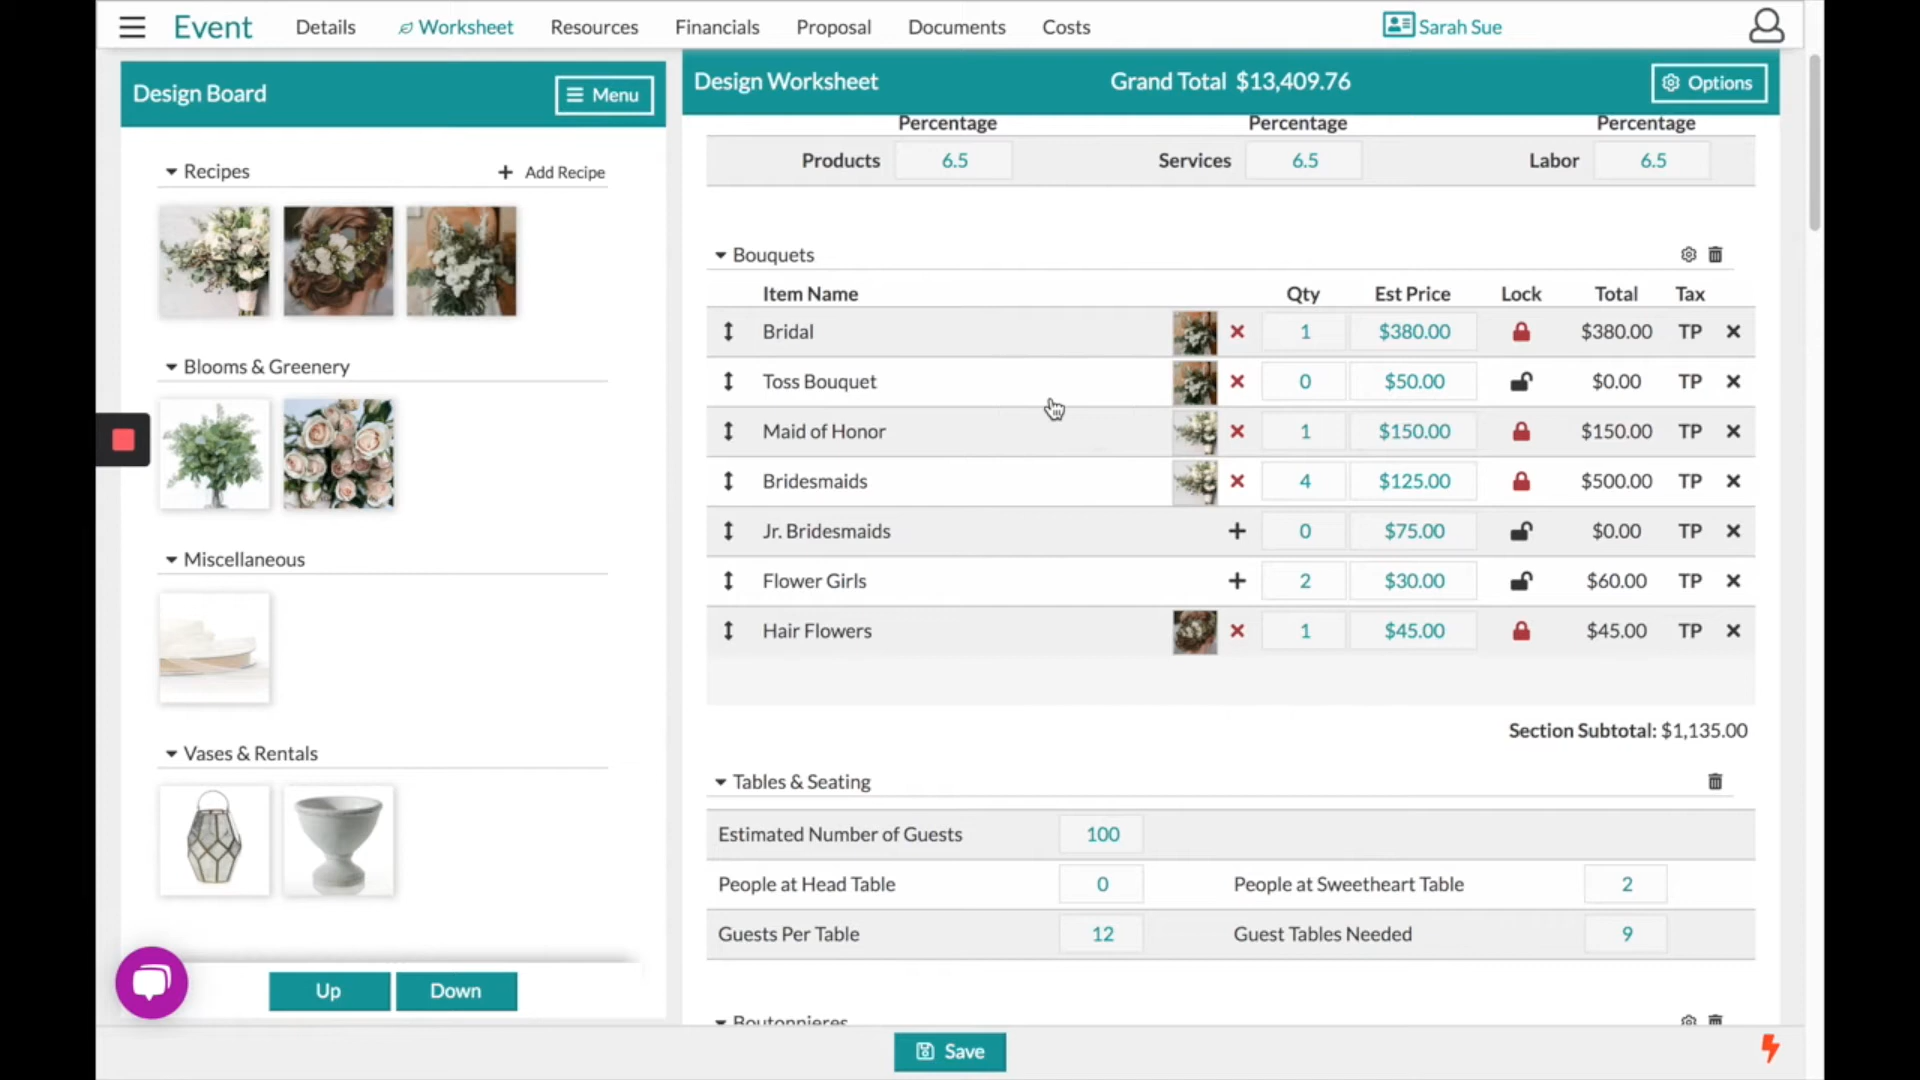 Event Details Worksheet Resources Financials Proposal Documents Costs Sarah Sue
Design Board Menu
Recipes + Add Recipe
Blooms & Greenery
Miscellaneous
Vases & Rentals
Up Down
Design Worksheet Grand Total $13,409.76 Options
Percentage Percentage Percentage
Products 6.5 Services 6.5 Labor 6.5
Bouquets
Item Name Qty Est Price Lock Total Tax
Bridal 1 $380.00 $380.00 TP
Toss Bouquet 0 $50.00 $0.00 TP
Maid of Honor 1 $150.00 $150.00 TP
Bridesmaids 4 $125.00 $500.00 TP
Jr. Bridesmaids 0 $75.00 $0.00 TP
Flower Girls 2 $30.00 $60.00 TP
Hair Flowers 1 $45.00 $45.00 TP
Section Subtotal: $1,135.00
Tables & Seating
Estimated Number of Guests 100
People at Head Table 0 People at Sweetheart Table 2
Guests Per Table 12 Guest Tables Needed 9
Boutonnieres
Save